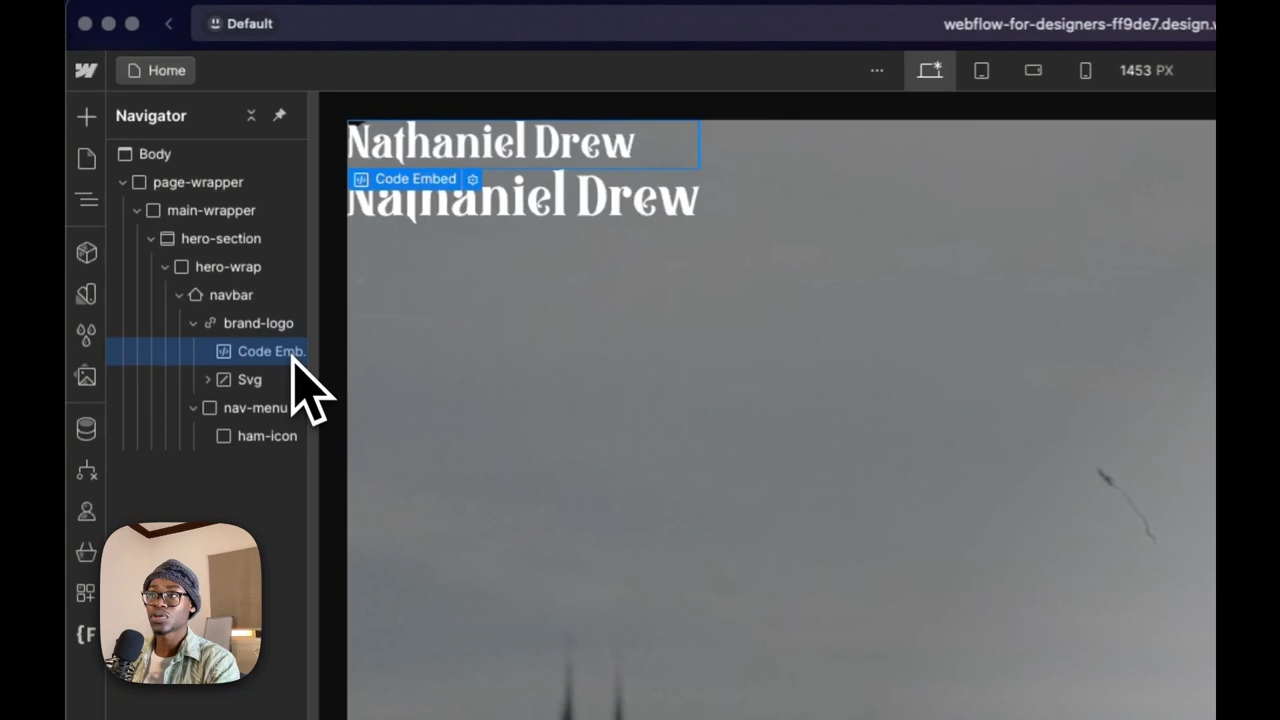 Default
webflow-for-designers-ff9de7.design.
Home
...
1453 PX
Navigator
Body
page-wrapper
main-wrapper
hero-section
hero-wrap
navbar
brand-logo
Code Emb.
Svg
nav-menu
ham-icon
Nathaniel Drew
Code Embed
Nathaniel Drew
{F